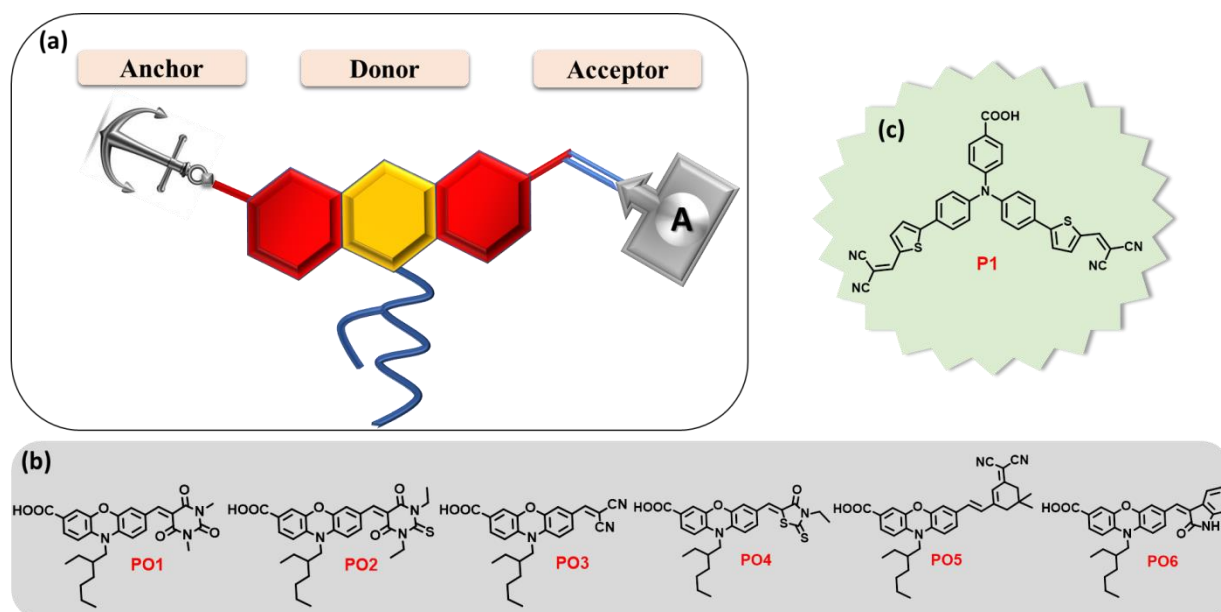 (a)
Anchor
Donor
Acceptor
A
(c)
COOH
N
S
S
NC
CN
NC
CN
P1
(b)
HOOC
O
N
O
N
O
N
O
PO1
HOOC
O
N
O
N
S
N
O
PO2
HOOC
O
N
CN
CN
PO3
HOOC
O
N
O
N
S
S
PO4
HOOC
O
N
NC
CN
PO5
HOOC
O
N
O
NH
PO6